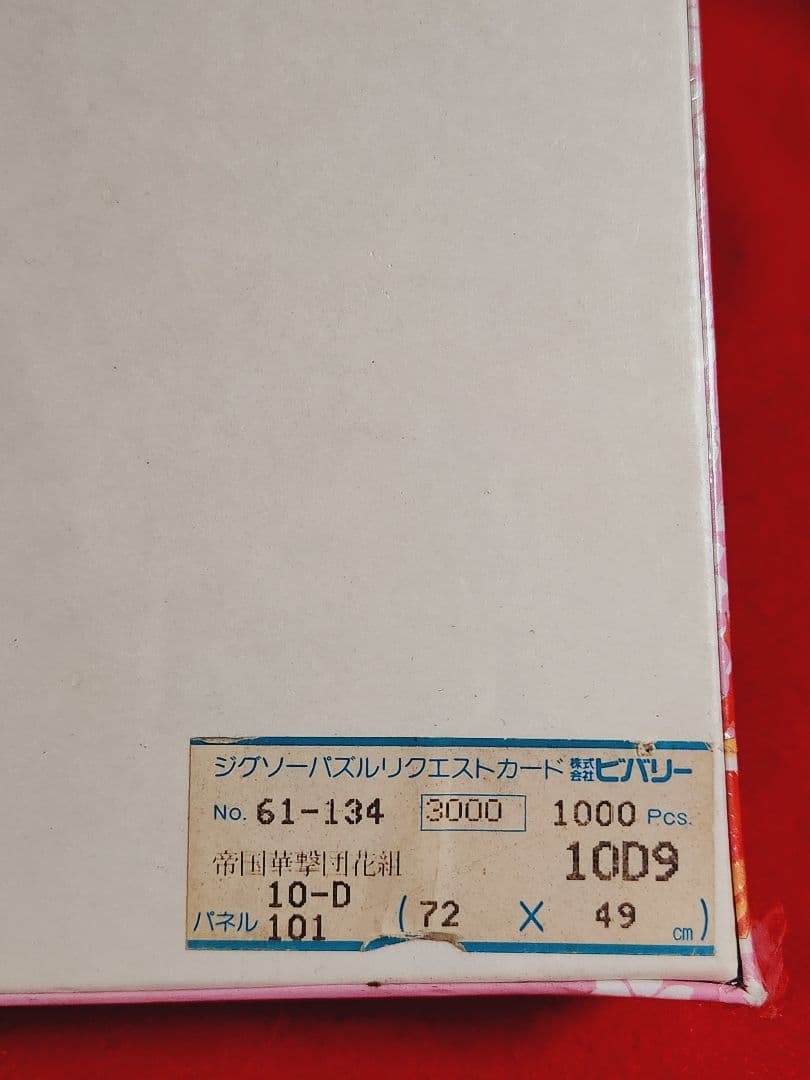 ジグソーパズルリクエストカード 株式会社ビバリー
No. 61-134 3000 1000 Pcs.
帝国華撃団花組 10D9
10-D
パネル 101 (72 X 49 cm)